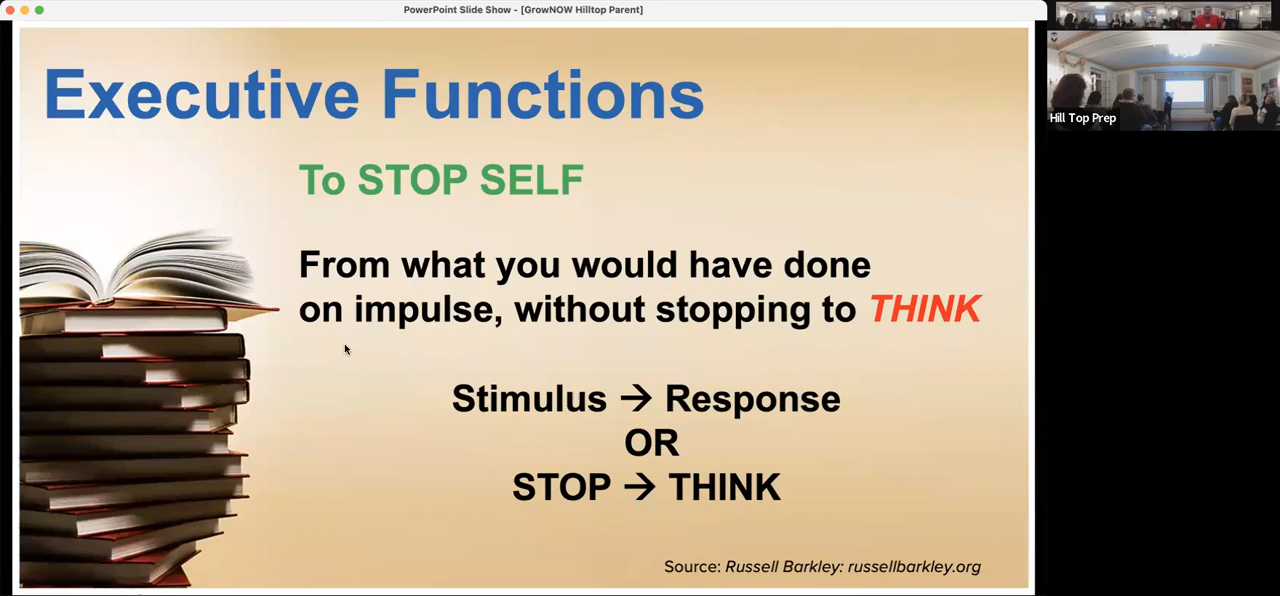 PowerPoint Slide Show - [GrowNOW Hilltop Parent]
Executive Functions
To STOP SELF
From what you would have done
on impulse, without stopping to THINK
Stimulus → Response
OR
STOP → THINK
Source: Russell Barkley: russellbarkley.org
Hill Top Prep